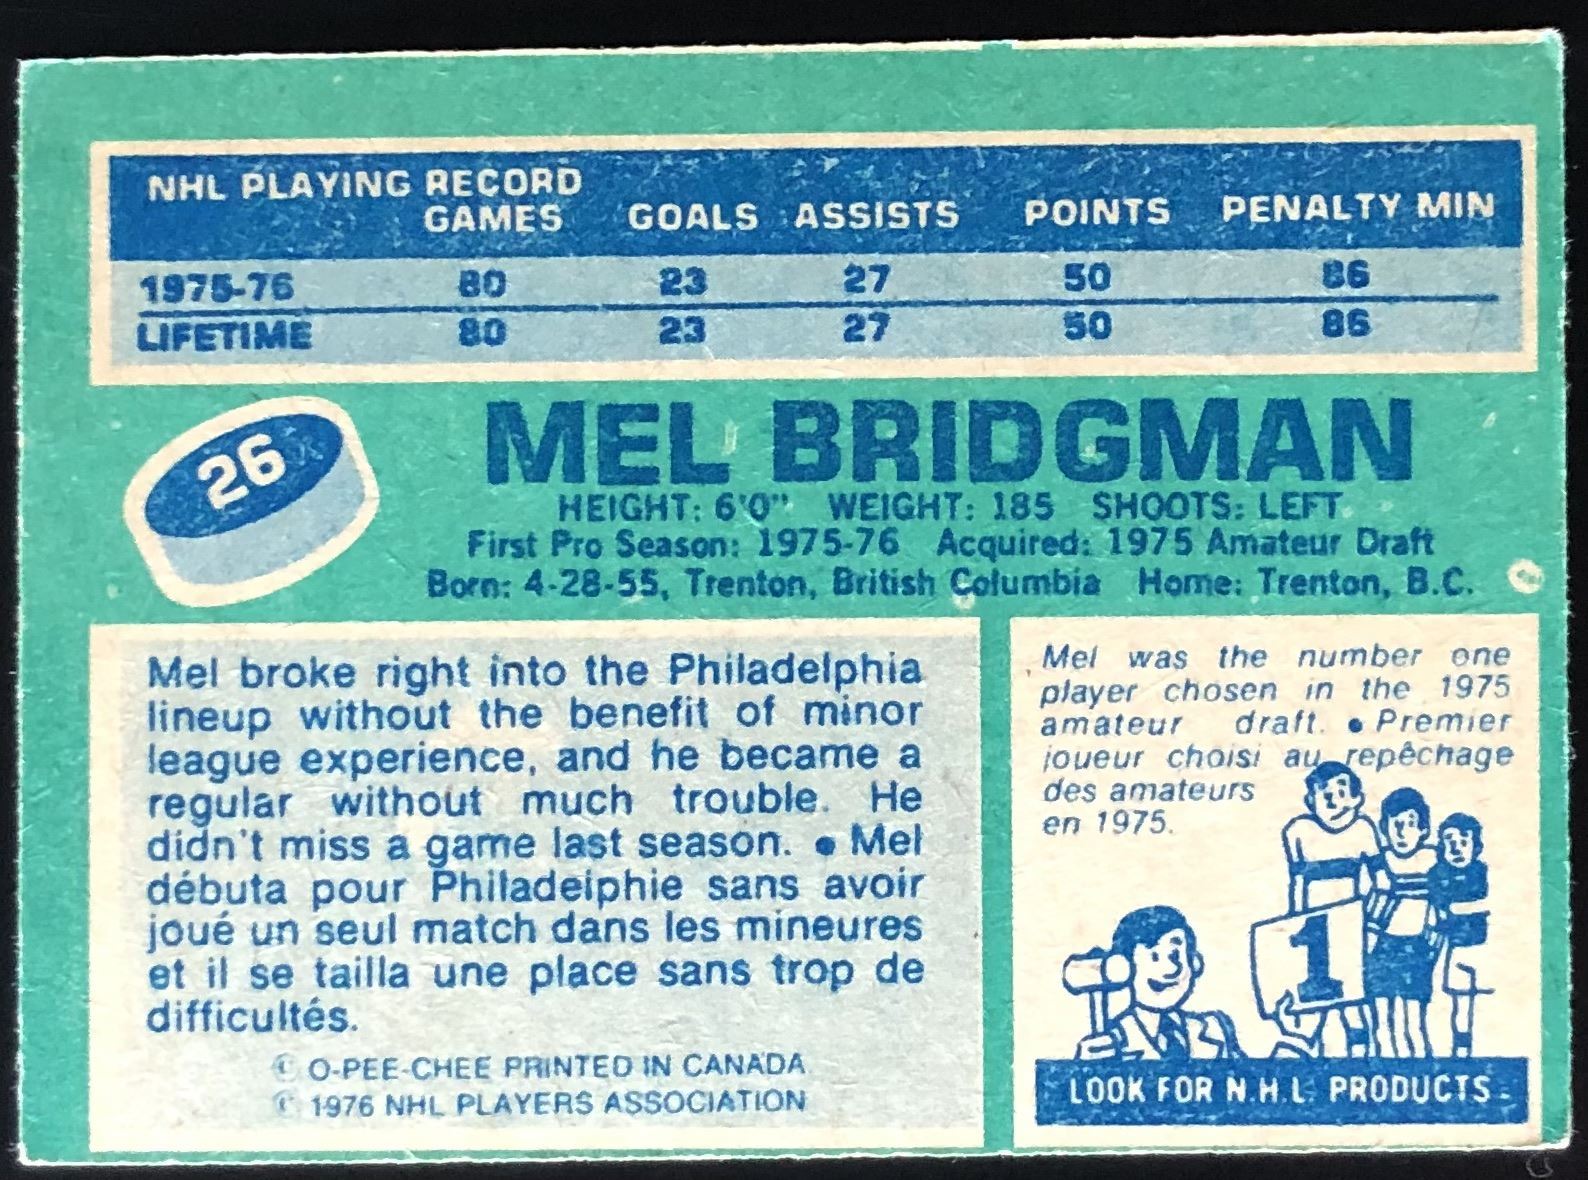 NHL PLAYING RECORD
GAMES GOALS ASSISTS POINTS PENALTY MIN
1975-76 80 23 27 50 86
LIFETIME 80 23 27 50 86
26
MEL BRIDGMAN
HEIGHT: 6'0" WEIGHT: 185 SHOOTS: LEFT
First Pro Season: 1975-76 Acquired: 1975 Amateur Draft
Born: 4-28-55, Trenton, British Columbia Home: Trenton, B.C.
Mel broke right into the Philadelphia
lineup without the benefit of minor
league experience, and he became a
regular without much trouble. He
didn't miss a game last season. ● Mel
débuta pour Philadelphie sans avoir
joué un seul match dans les mineures
et il se tailla une place sans trop de
difficultés.
© O-PEE-CHEE PRINTED IN CANADA
© 1976 NHL PLAYERS ASSOCIATION
Mel was the number one
player chosen in the 1975
amateur draft. ● Premier
joueur choisi au repêchage
des amateurs
en 1975.
1
LOOK FOR N.H.L. PRODUCTS